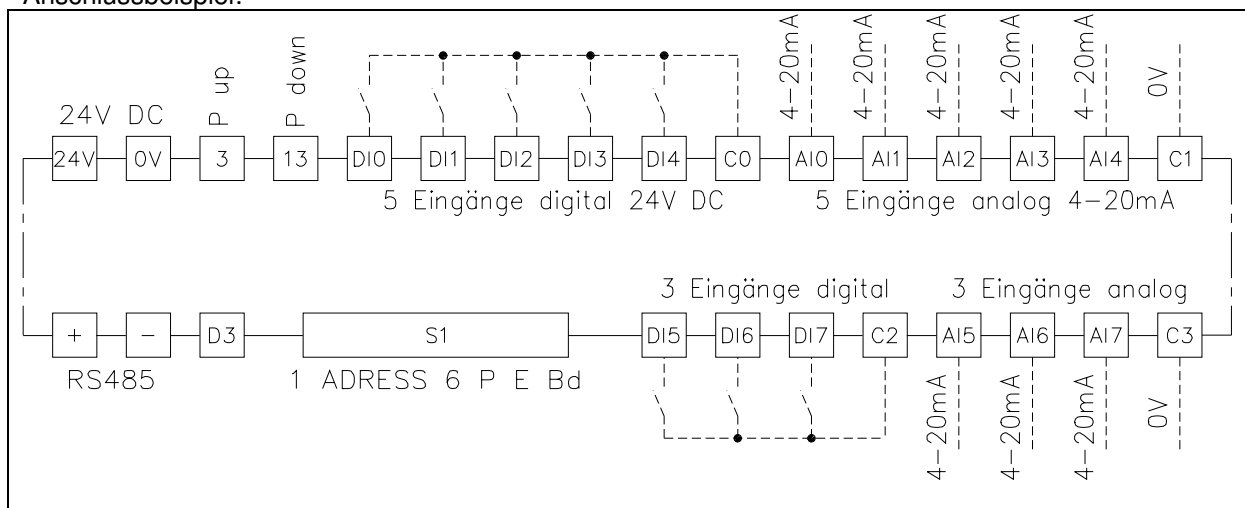 Anschlussbeispiel:
P up
P down
4-20mA
4-20mA
4-20mA
4-20mA
4-20mA
0V
24V DC
24V 0V 3 13 DI0 DI1 DI2 DI3 DI4 C0 AI0 AI1 AI2 AI3 AI4 C1
5 Eingänge digital 24V DC
5 Eingänge analog 4-20mA
3 Eingänge digital
3 Eingänge analog
+ - D3 S1 DI5 DI6 DI7 C2 AI5 AI6 AI7 C3
RS485
1 ADRESS 6 P E Bd
4-20mA
4-20mA
4-20mA
0V